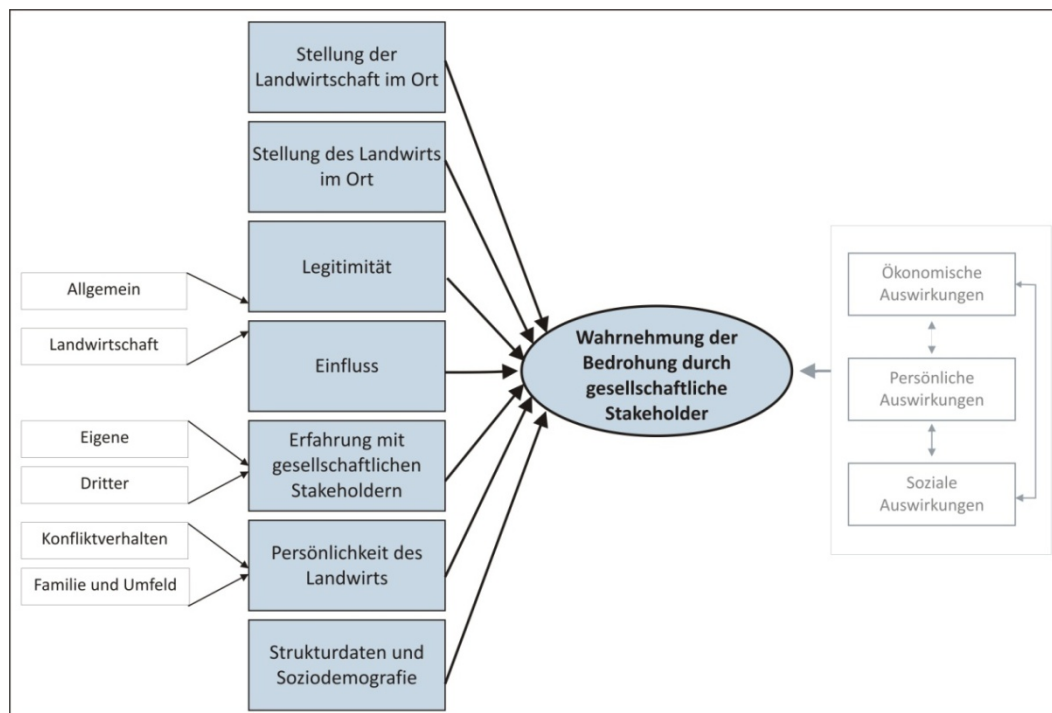 Stellung der
Landwirtschaft im Ort
Stellung des Landwirts
im Ort
Legitimität
Allgemein
Landwirtschaft
Einfluss
Eigene
Dritter
Erfahrung mit
gesellschaftlichen
Stakeholdern
Konfliktverhalten
Familie und Umfeld
Persönlichkeit des
Landwirts
Strukturdaten und
Soziodemografie
Wahrnehmung der
Bedrohung durch
gesellschaftliche
Stakeholder
Ökonomische
Auswirkungen
Persönliche
Auswirkungen
Soziale
Auswirkungen